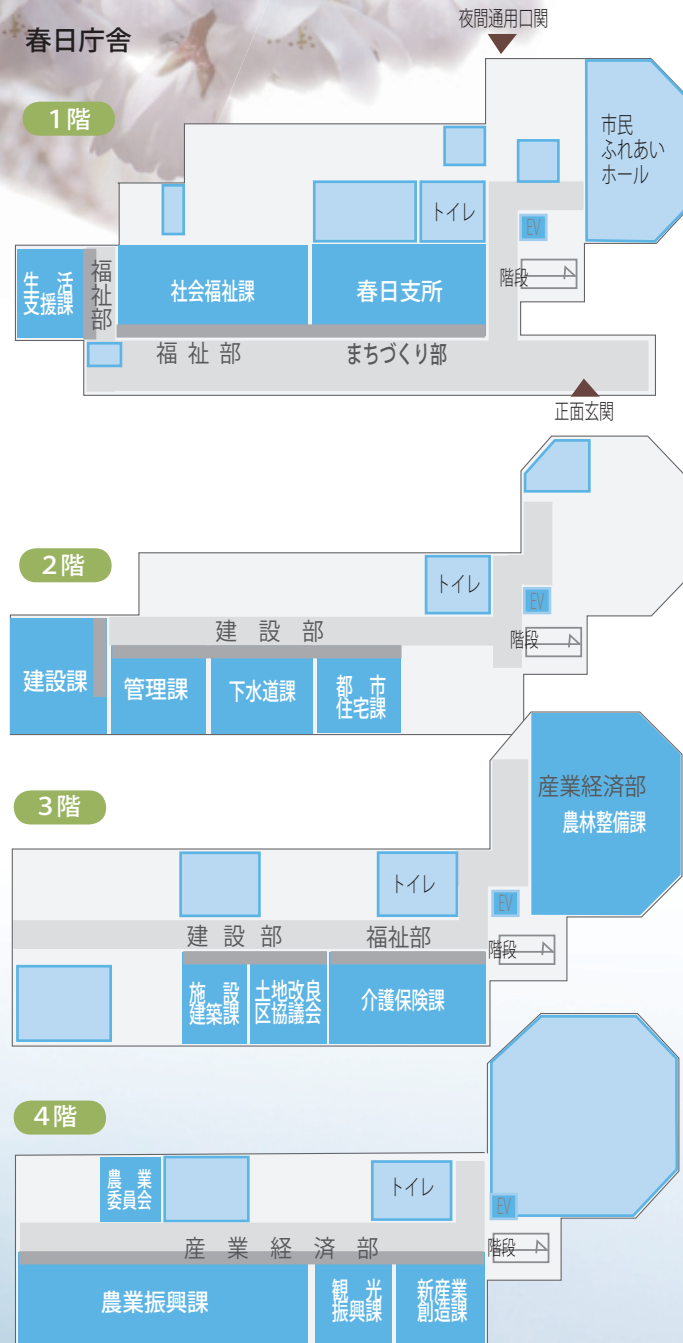 春日庁舎
夜間通用口関
1階
市民
ふれあい
ホール
トイレ
EV
階段
生活
支援課
福祉部
社会福祉課
春日支所
福祉部
まちづくり部
正面玄関
2階
トイレ
EV
階段
建設部
建設課
管理課
下水道課
都市
住宅課
3階
産業経済部
農林整備課
トイレ
EV
階段
建設部
福祉部
施設
建築課
土地改良
区協議会
介護保険課
4階
農業
委員会
トイレ
EV
階段
産業経済部
農業振興課
観光
振興課
新産業
創造課